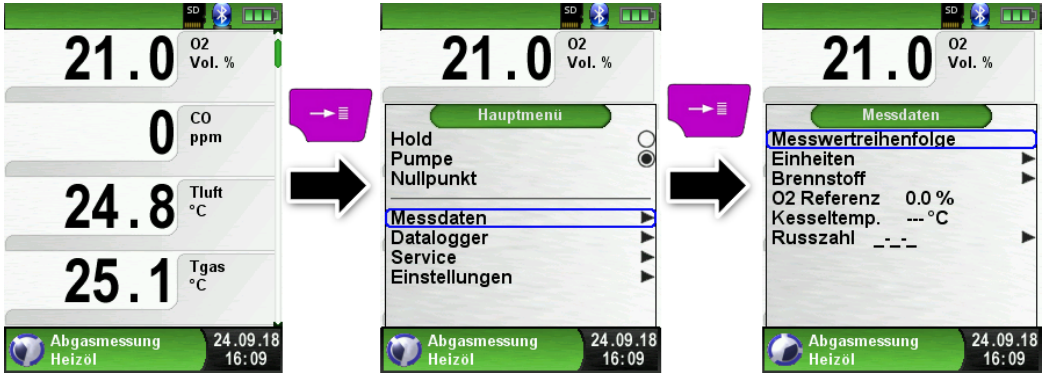 SD
21.0 O2
Vol. %
0 CO
ppm
24.8 Tluft
°C
25.1 Tgas
°C
Abgasmessung 24.09.18
Heizöl 16:09
SD
21.0 O2
Vol. %
Hauptmenü
Hold
Pumpe
Nullpunkt
Messdaten
Datalogger
Service
Einstellungen
Abgasmessung 24.09.18
Heizöl 16:09
SD
21.0 O2
Vol. %
Messdaten
Messwertreihenfolge
Einheiten
Brennstoff
O2 Referenz 0.0 %
Kesseltemp. --- °C
Russzahl _-_-_
Abgasmessung 24.09.18
Heizöl 16:09